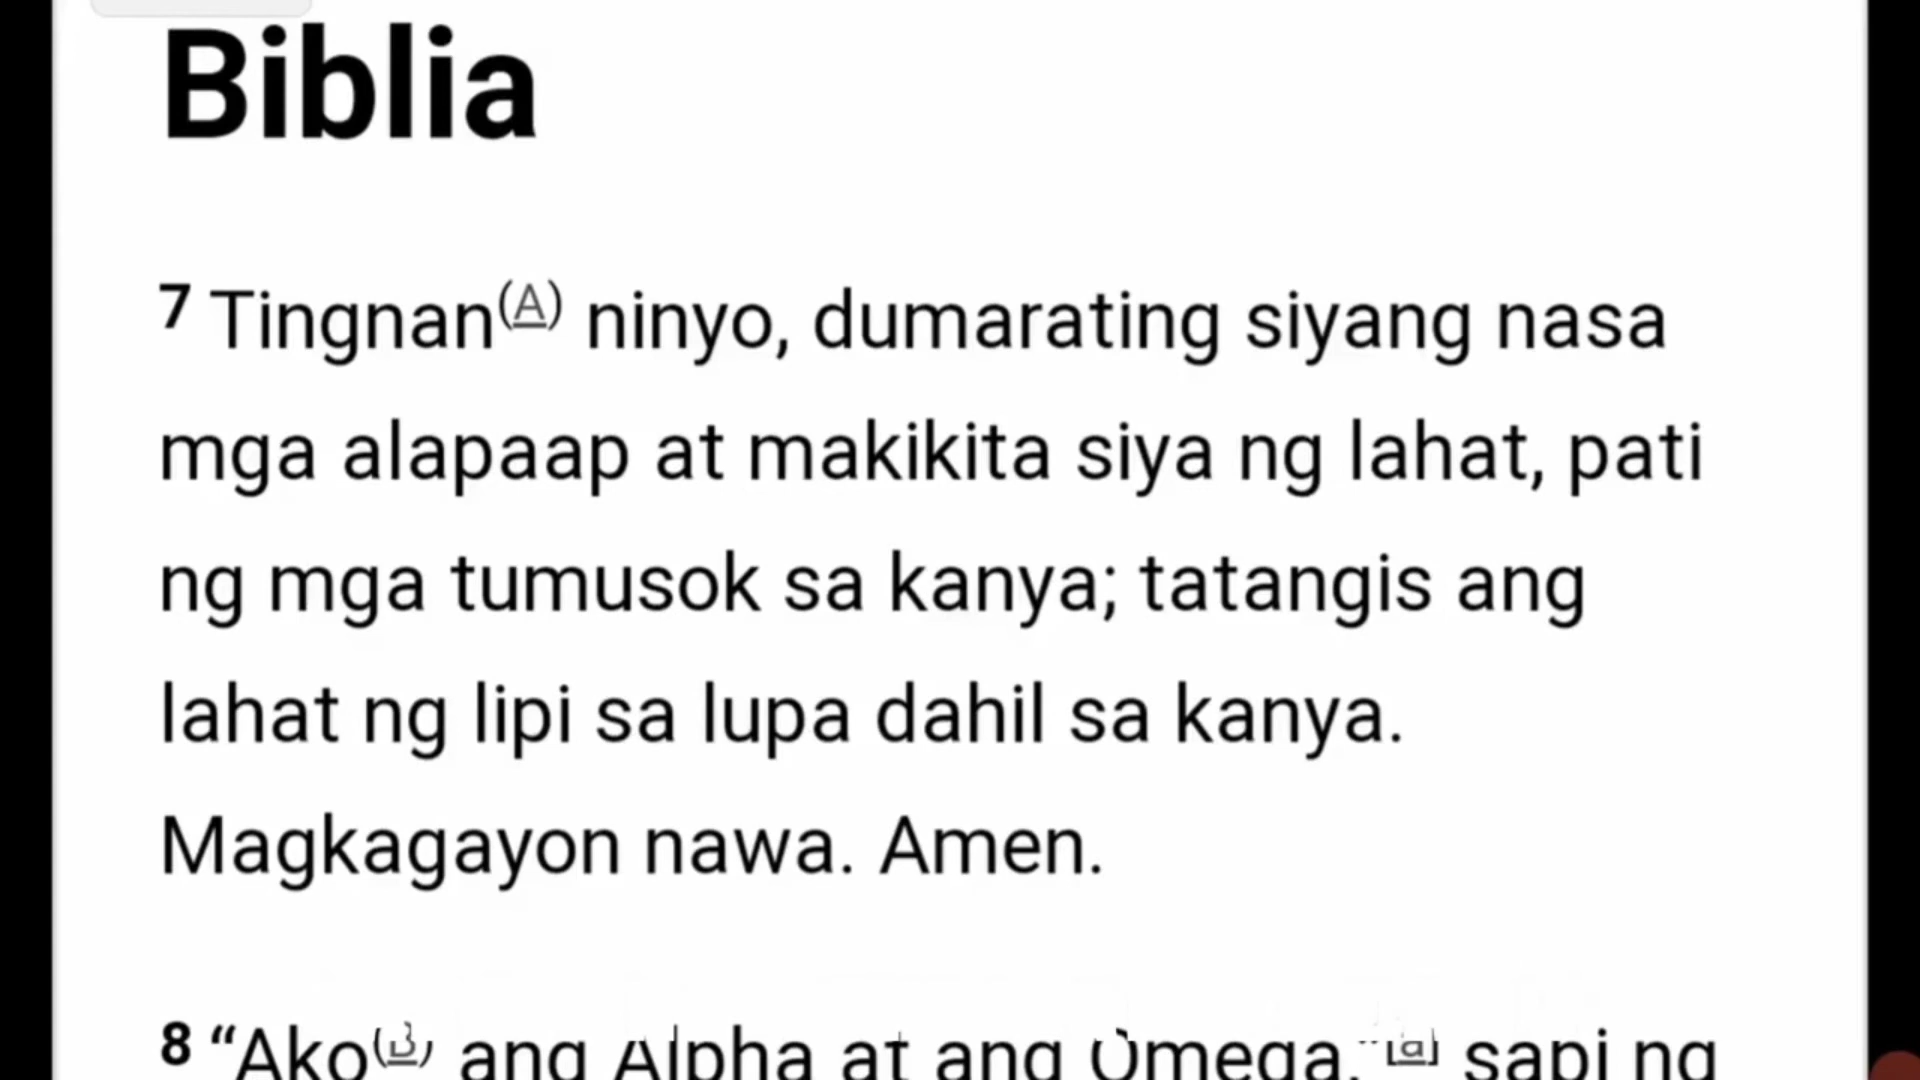 Biblia
7 Tingnan(A) ninyo, dumarating siyang nasa
mga alapaap at makikita siya ng lahat, pati
ng mga tumusok sa kanya; tatangis ang
lahat ng lipi sa lupa dahil sa kanya.
Magkagayon nawa. Amen.
8 “Ako(B) ang Alpha at ang Omega,”[a] sabi ng